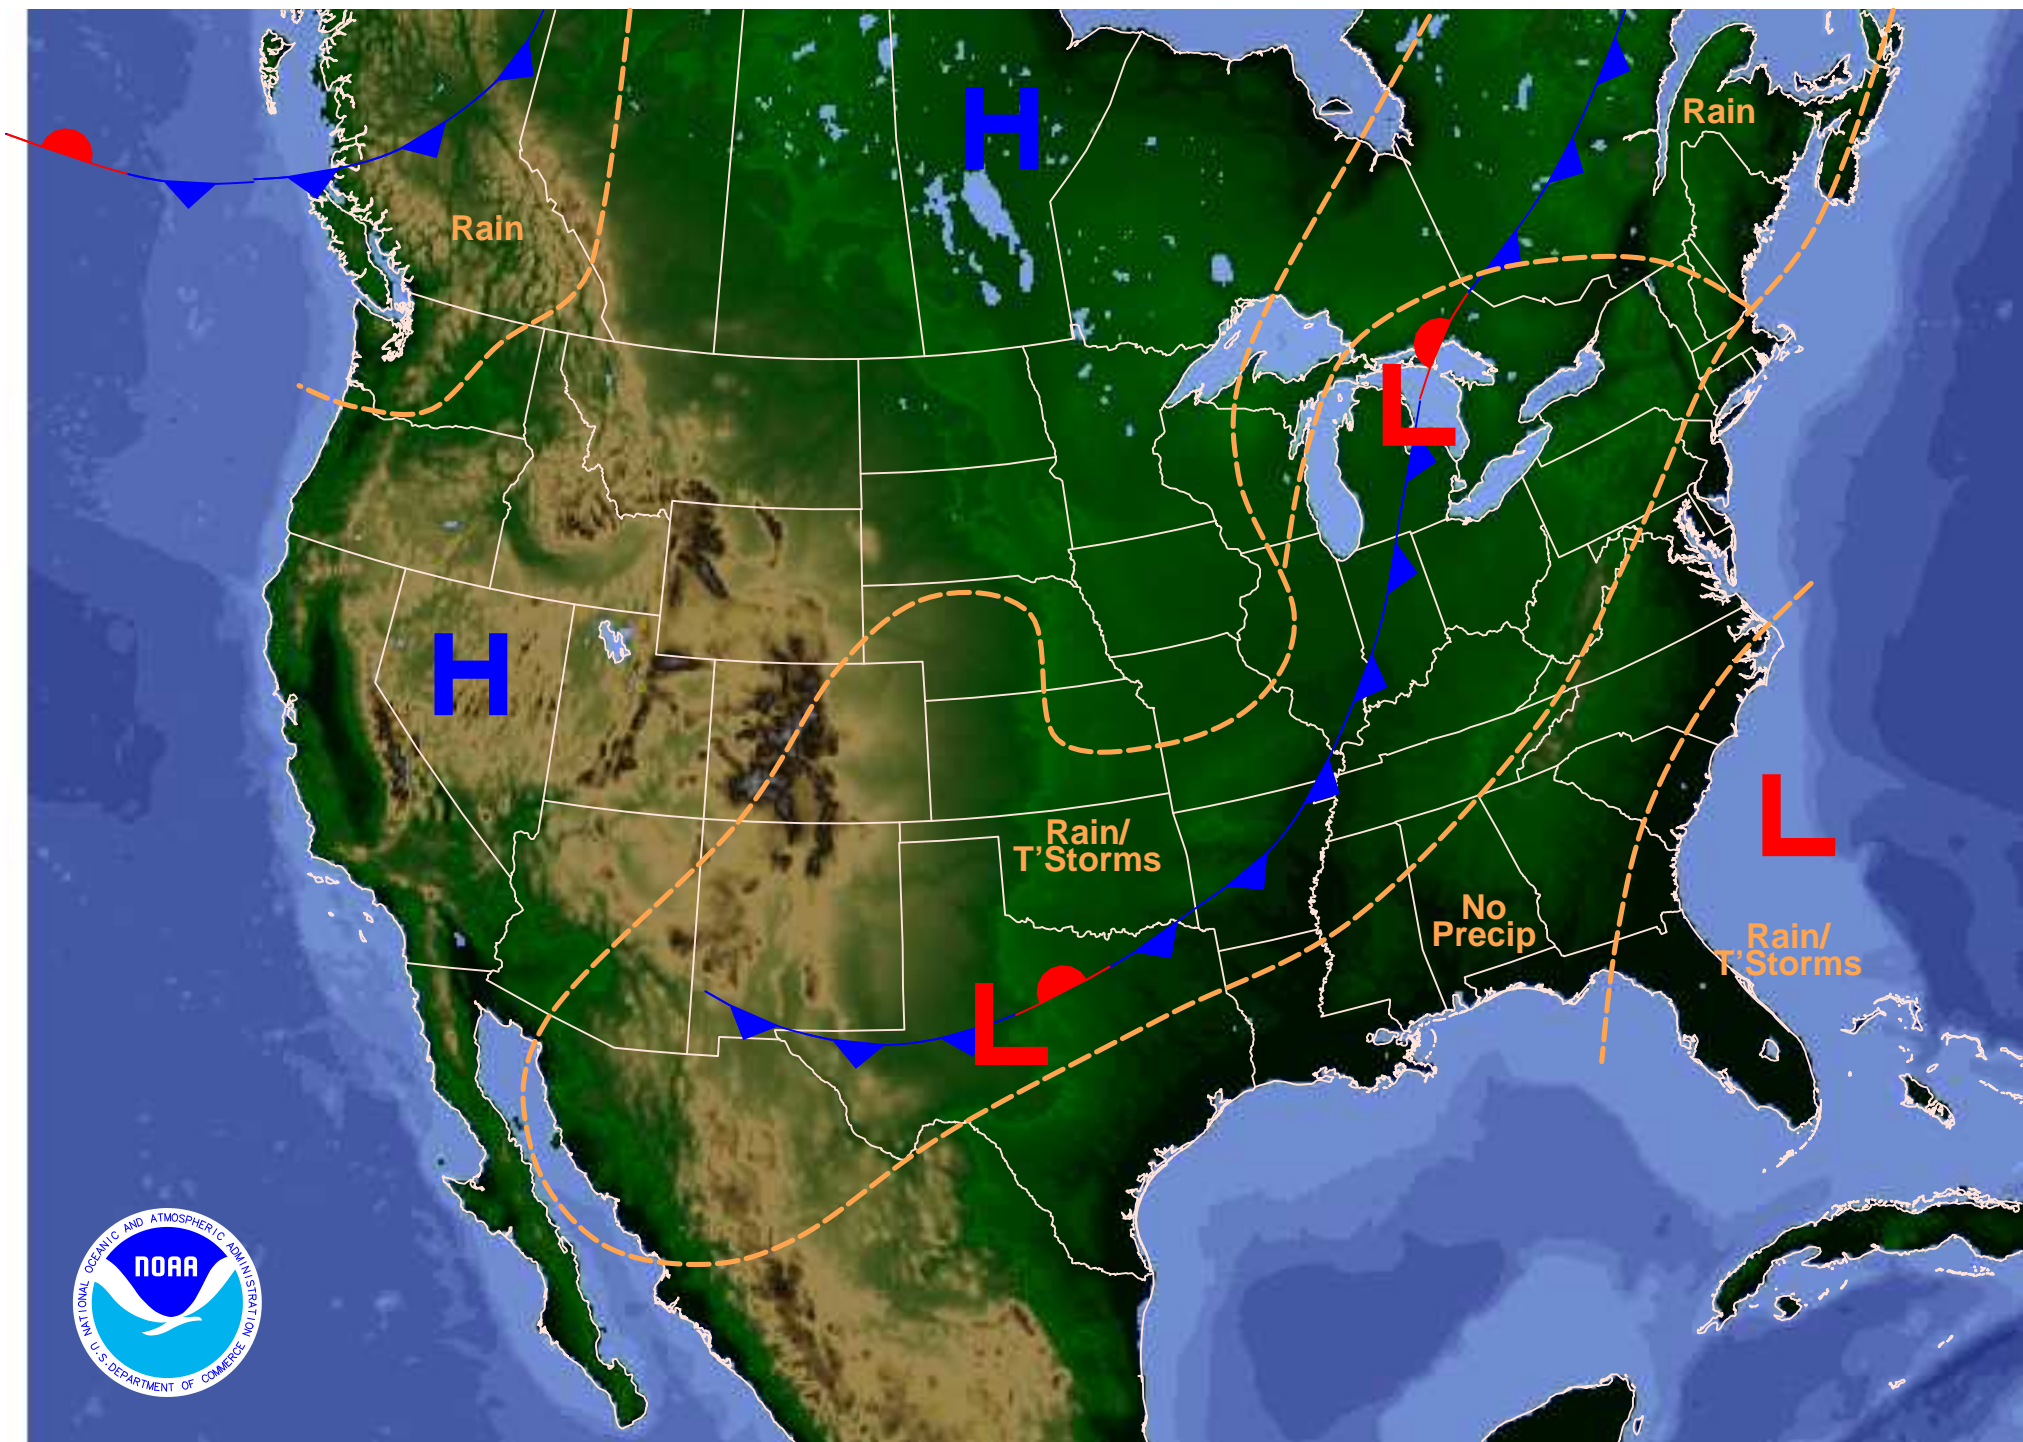 H
Rain
Rain
L
H
L
Rain/
T'Storms
No
Precip
Rain/
T'Storms
L
NATIONAL OCEANIC AND ATMOSPHERIC ADMINISTRATION
NOAA
U.S. DEPARTMENT OF COMMERCE